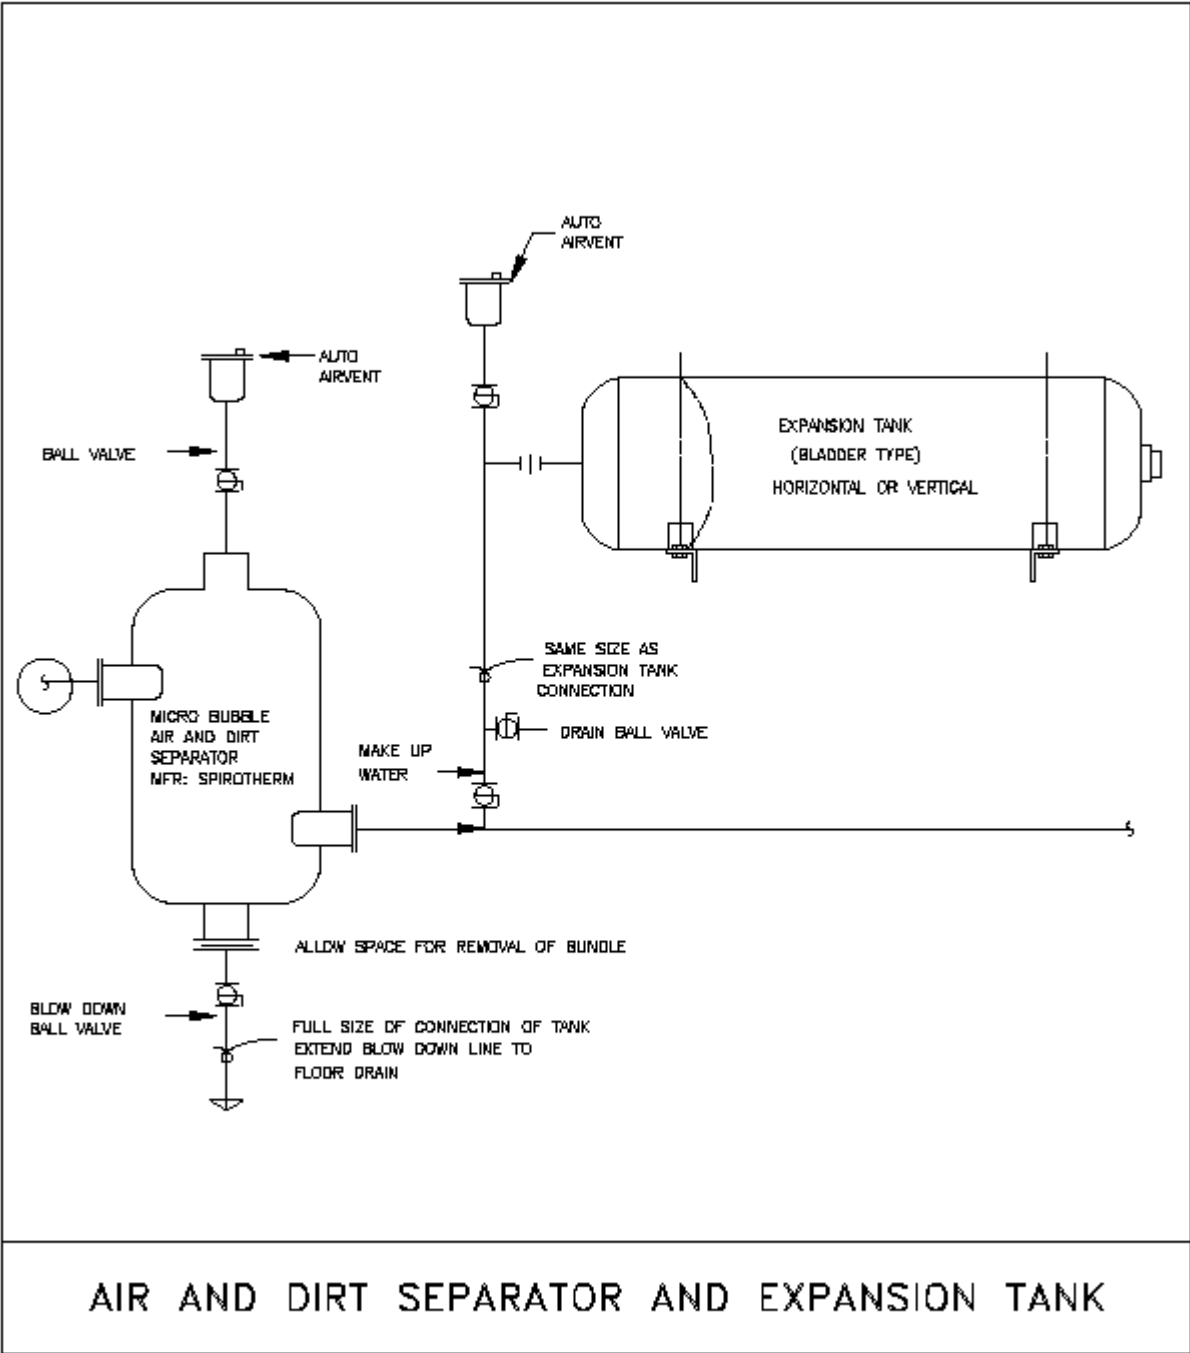 AUTO
AIRVENT
AUTO
AIRVENT
BALL VALVE
EXPANSION TANK
(BLADDER TYPE)
HORIZONTAL OR VERTICAL
SAME SIZE AS
EXPANSION TANK
CONNECTION
DRAIN BALL VALVE
MICRO BUBBLE
AIR AND DIRT
SEPARATOR
MFR: SPIROTHERM
MAKE UP
WATER
ALLOW SPACE FOR REMOVAL OF BUNDLE
BLOW DOWN
BALL VALVE
FULL SIZE OF CONNECTION OF TANK
EXTEND BLOW DOWN LINE TO
FLOOR DRAIN
AIR AND DIRT SEPARATOR AND EXPANSION TANK